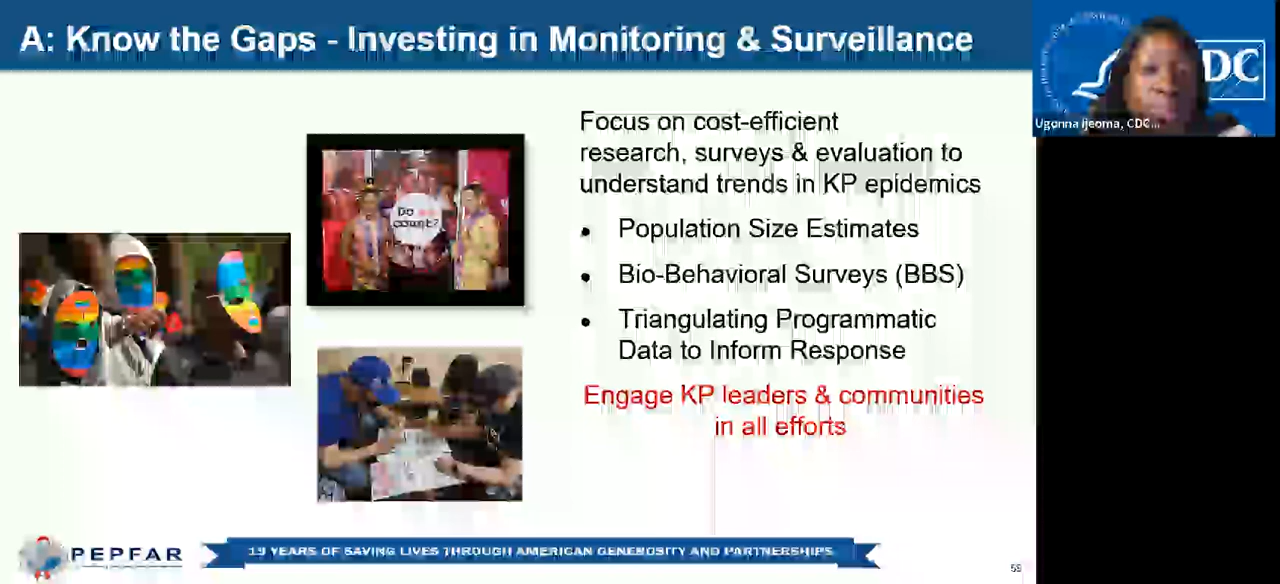 A: Know the Gaps - Investing in Monitoring & Surveillance
DC
Ugonna Ijeoma, CDC...
Focus on cost-efficient
research, surveys & evaluation to
understand trends in KP epidemics
• Population Size Estimates
• Bio-Behavioral Surveys (BBS)
• Triangulating Programmatic
Data to Inform Response
Engage KP leaders & communities
in all efforts
Do
count?
PEPFAR
19 YEARS OF SAVING LIVES THROUGH AMERICAN GENEROSITY AND PARTNERSHIPS